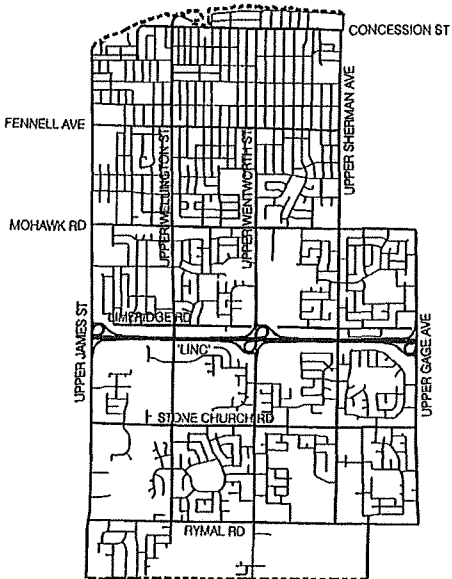 CONCESSION ST
FENNELL AVE
UPPER SHERMAN AVE
UPPER WELLINGTON ST
UPPER WENTWORTH ST
MOHAWK RD
UPPER JAMES ST
LIMERIDGE RD
'LINC'
UPPER GAGE AVE
STONE CHURCH RD
RYMAL RD